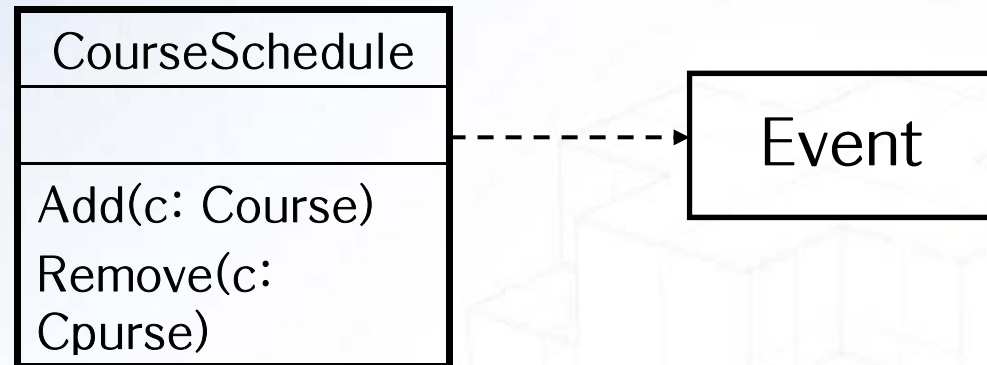 CourseSchedule
Add(c: Course)
Remove(c:
Cpurse)
Event